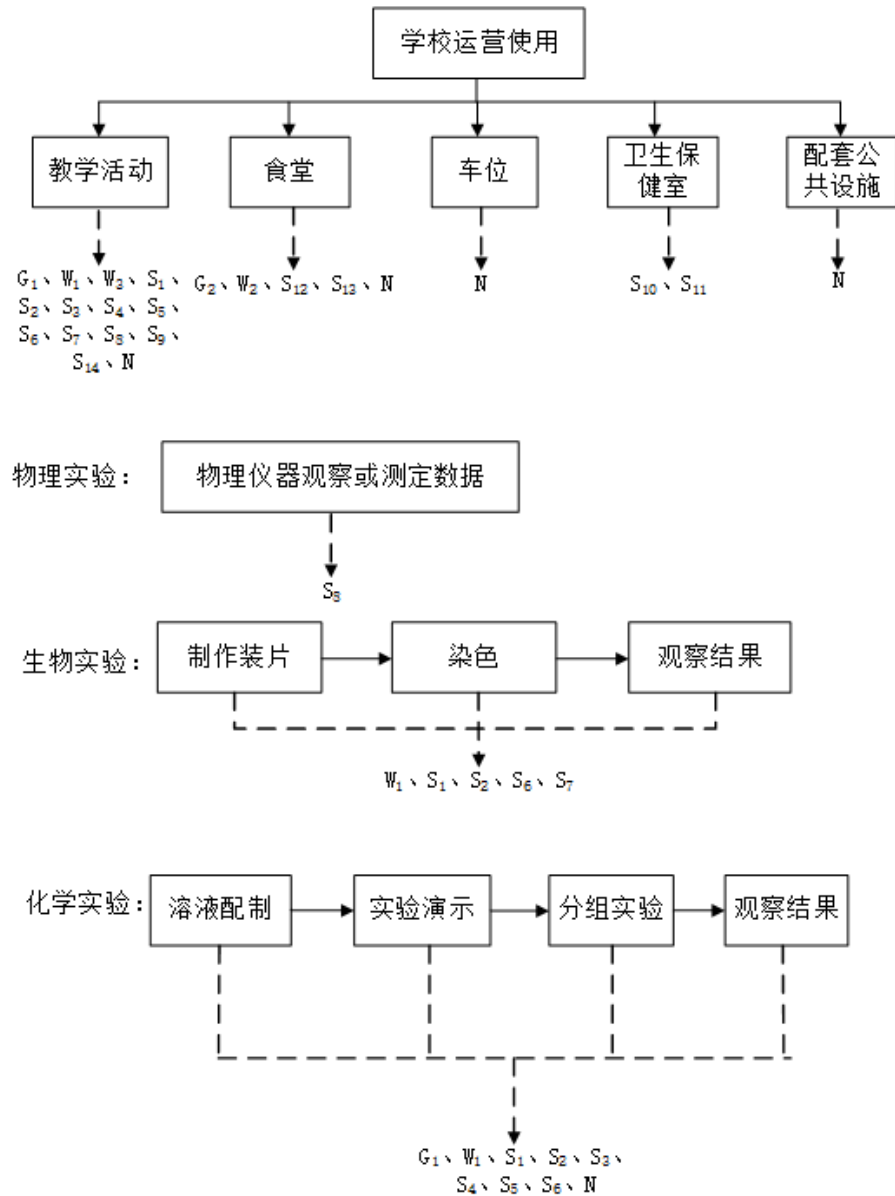 学校运营使用
教学活动
食堂
车位
卫生保
健室
配套公
共设施
G₁、W₁、W₃、S₁、
S₂、S₃、S₄、S₅、
S₆、S₇、S₈、S₉、
S₁₄、N
G₂、W₂、S₁₂、S₁₃、N
N
S₁₀、S₁₁
N
物理实验：
物理仪器观察或测定数据
S₈
生物实验：
制作装片
染色
观察结果
W₁、S₁、S₂、S₆、S₇
化学实验：
溶液配制
实验演示
分组实验
观察结果
G₁、W₁、S₁、S₂、S₃、
S₄、S₅、S₆、N